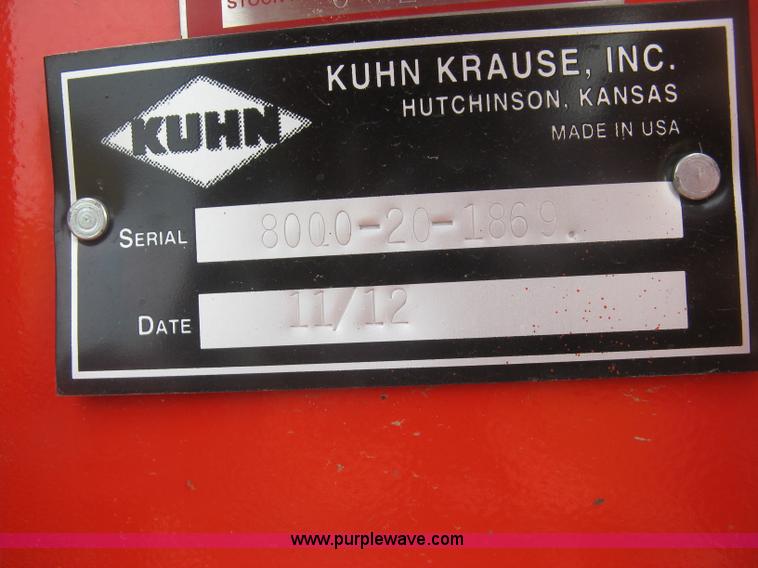 STOCK
KUHN
KUHN KRAUSE, INC.
HUTCHINSON, KANSAS
MADE IN USA
SERIAL 8000-20-1869.
DATE 11/12
www.purplewave.com